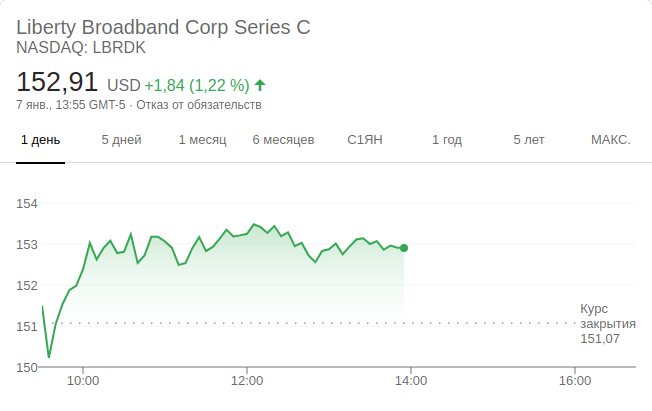 Liberty Broadband Corp Series C
NASDAQ: LBRDK
152,91 USD +1,84 (1,22 %)
7 янв., 13:55 GMT-5 · Отказ от обязательств
1 день 5 дней 1 месяц 6 месяцев С1ЯН 1 год 5 лет МАКС.
154
153
152
Курс
151 закрытия
151,07
150
10:00 12:00 14:00 16:00